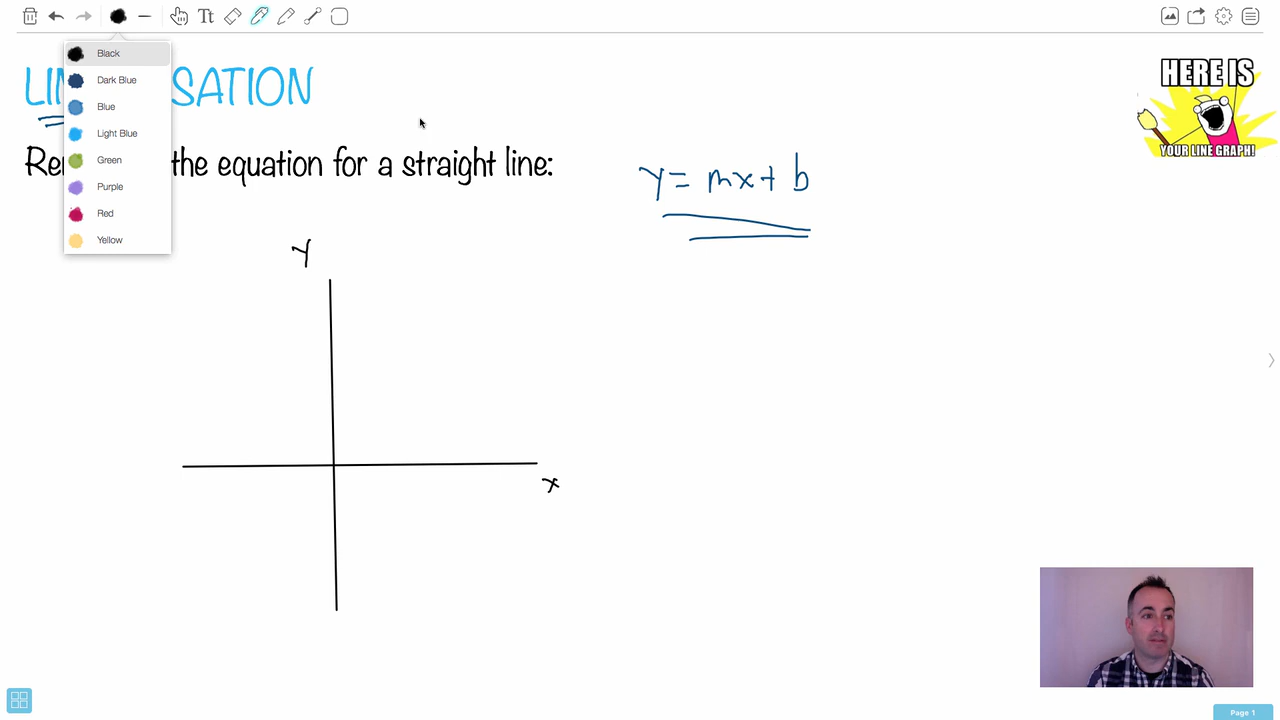 Tt
Black
Dark Blue
Blue
Light Blue
Green
Purple
Red
Yellow
LIN SATION
HERE IS
YOUR LINE GRAPH!
Re the equation for a straight line:
y = mx + b
y
x
Page 1